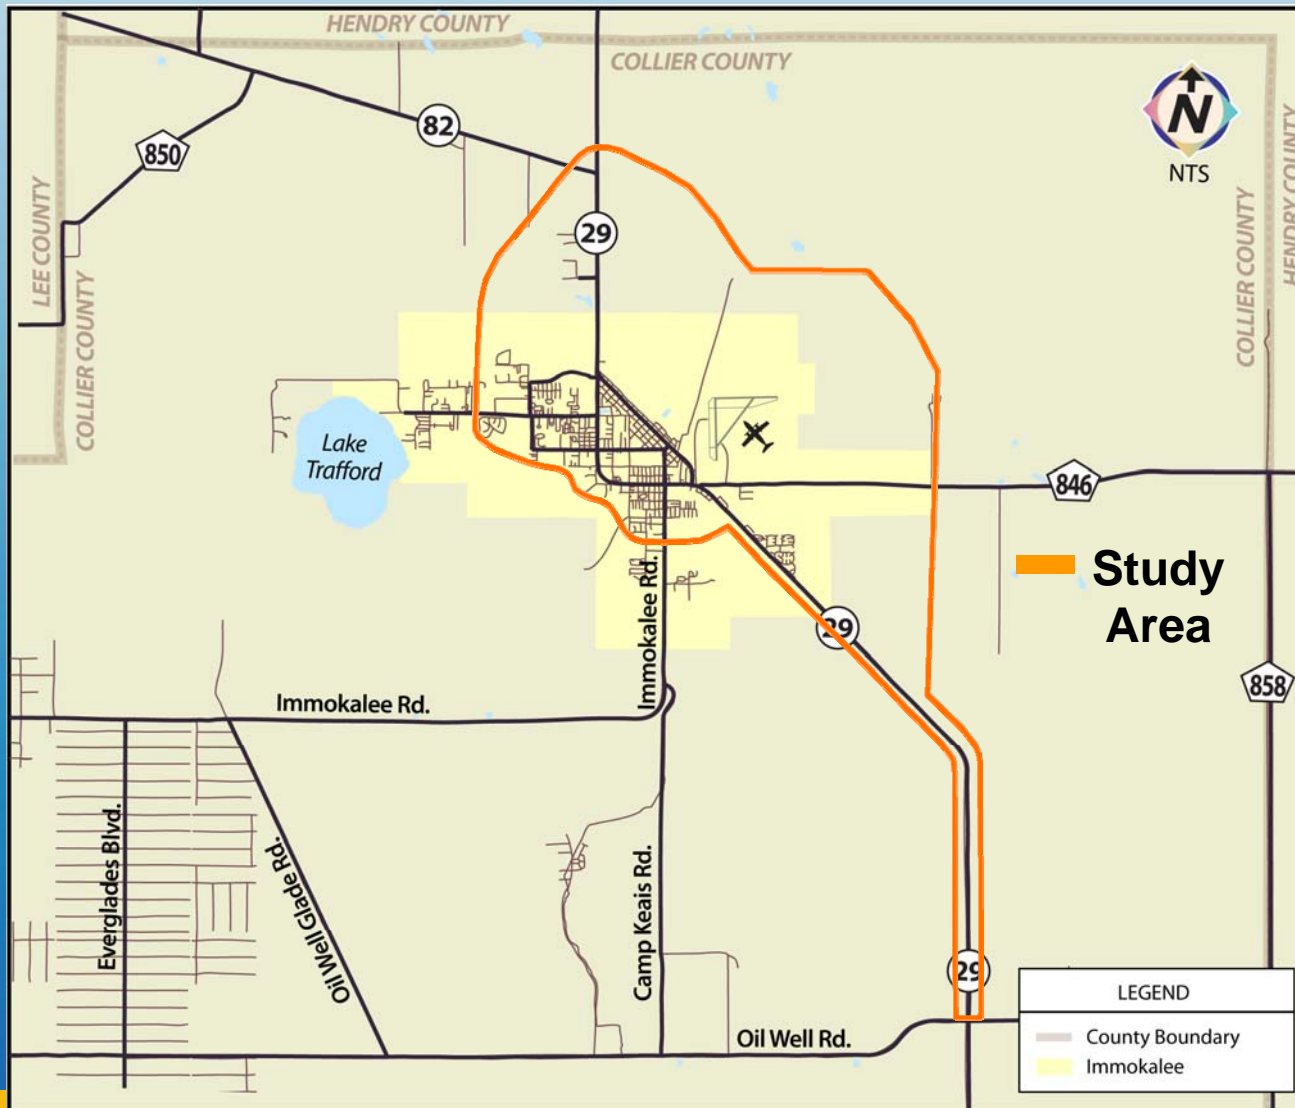 HENDRY COUNTY
COLLIER COUNTY
N
NTS
82
850
29
LEE COUNTY
COLLIER COUNTY
COLLIER COUNTY
HENDRY COUNTY
Lake
Trafford
846
Study
Area
29
858
Immokalee Rd.
Immokalee Rd.
Everglades Blvd.
Oil Well Glade Rd.
Camp Keais Rd.
29
Oil Well Rd.
LEGEND
County Boundary
Immokalee